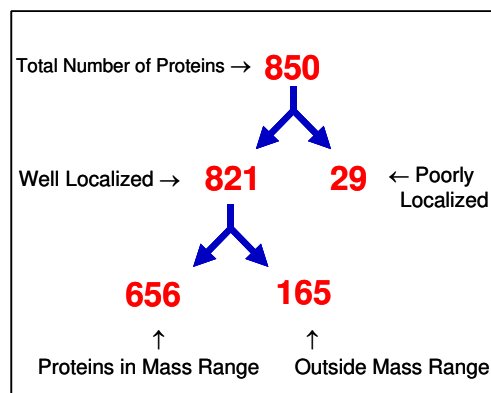 Total Number of Proteins → 850
Well Localized → 821 29 ← Poorly
Localized
656 165
↑ ↑
Proteins in Mass Range Outside Mass Range